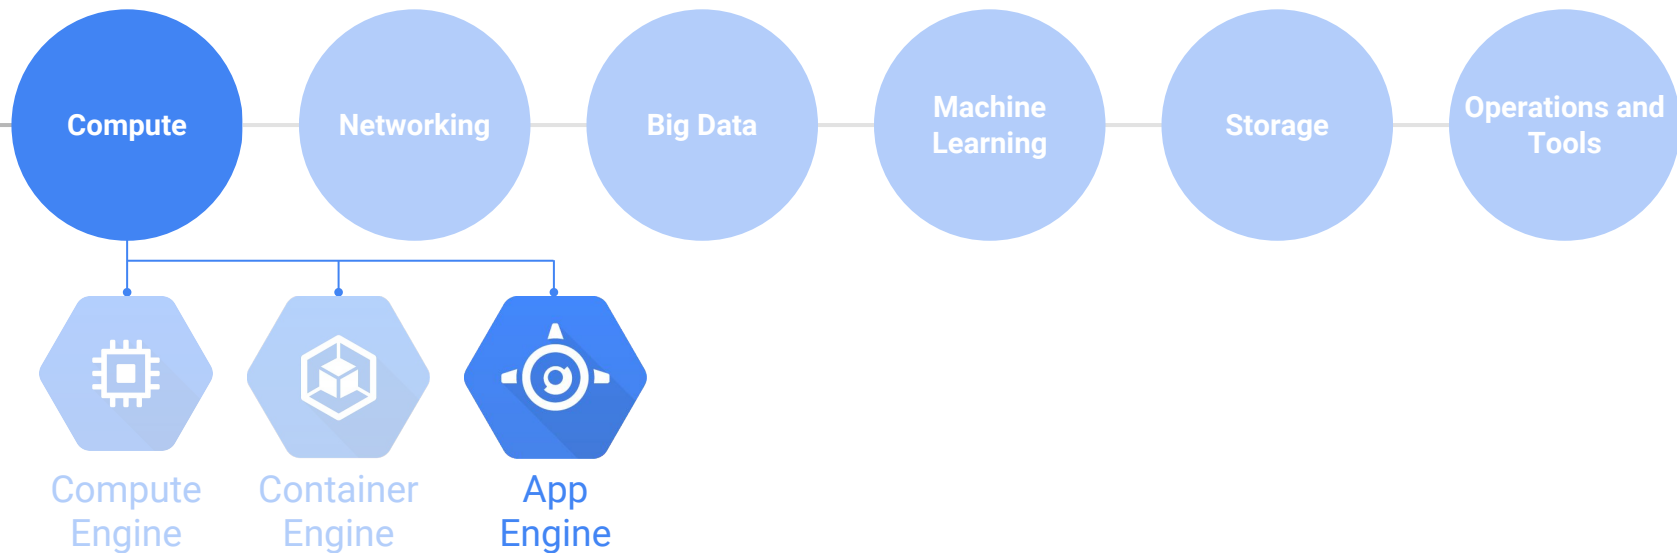 Compute
Networking
Big Data
Machine
Learning
Storage
Operations and
Tools
Compute
Engine
Container
Engine
App
Engine